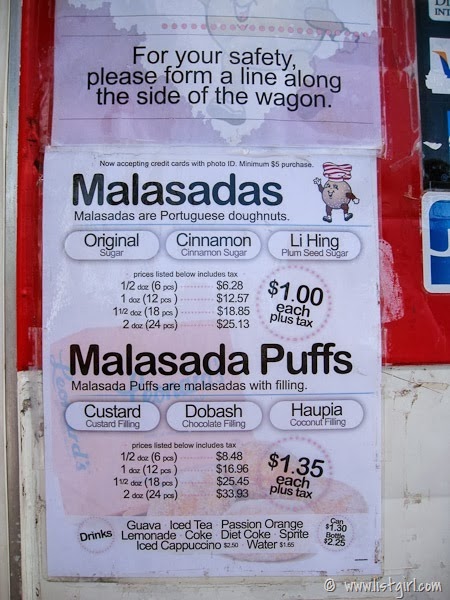 For your safety,
please form a line along
the side of the wagon.
Now accepting credit cards with photo ID. Minimum $5 purchase.
Malasadas
Malasadas are Portuguese doughnuts.
Original Cinnamon Li Hing
Sugar Cinnamon Sugar Plum Seed Sugar
prices listed below includes tax
1/2 doz (6 pcs) $6.28
1 doz (12 pcs) $12.57
1 1/2 doz (18 pcs) $18.85
2 doz (24 pcs) $25.13
$1.00
each
plus tax
Malasada Puffs
Malasada Puffs are malasadas with filling.
Custard Dobash Haupia
Custard Filling Chocolate Filling Coconut Filling
prices listed below includes tax
1/2 doz (6 pcs) $8.48
1 doz (12 pcs) $16.96
1 1/2 doz (18 pcs) $25.45
2 doz (24 pcs) $33.93
$1.35
each
plus tax
Leonard's
Drinks
Guava Iced Tea Passion Orange
Lemonade Coke Diet Coke Sprite
Iced Cappuccino $2.50 Water $1.65
Can
$1.30
Bottle
$2.25
© www.listgirl.com